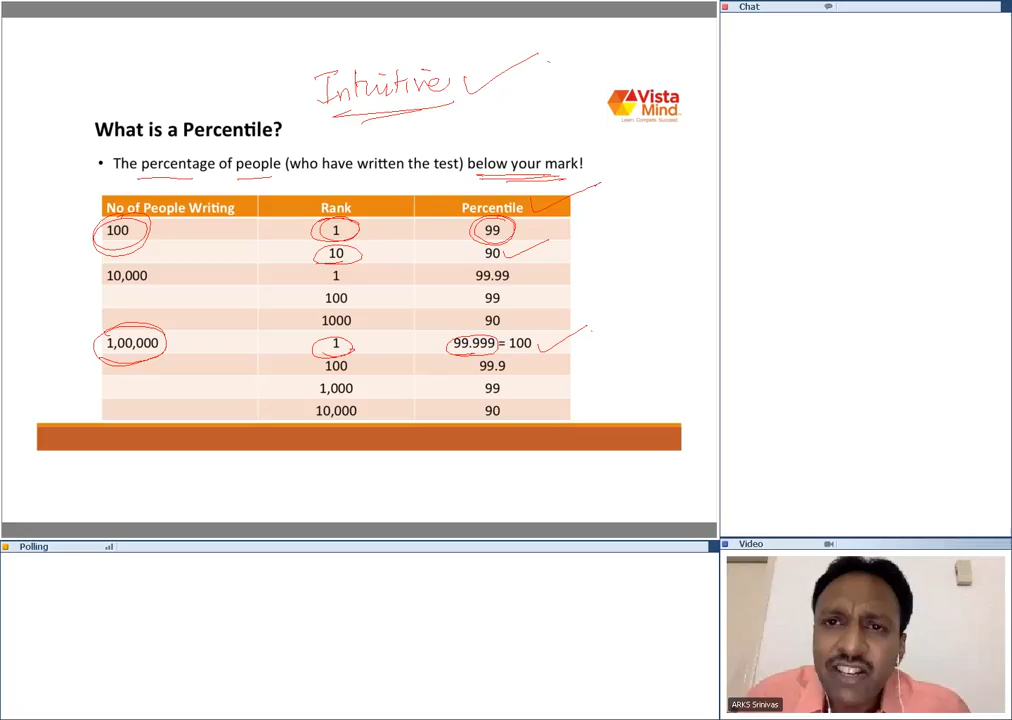 Chat
Intuitive
Vista
Mind
Learn. Compete. Succeed.
What is a Percentile?
• The percentage of people (who have written the test) below your mark!
No of People Writing Rank Percentile
100 1 99
10 90
10,000 1 99.99
100 99
1000 90
1,00,000 1 99.999 = 100
100 99.9
1,000 99
10,000 90
Polling
Video
ARKS Srinivas